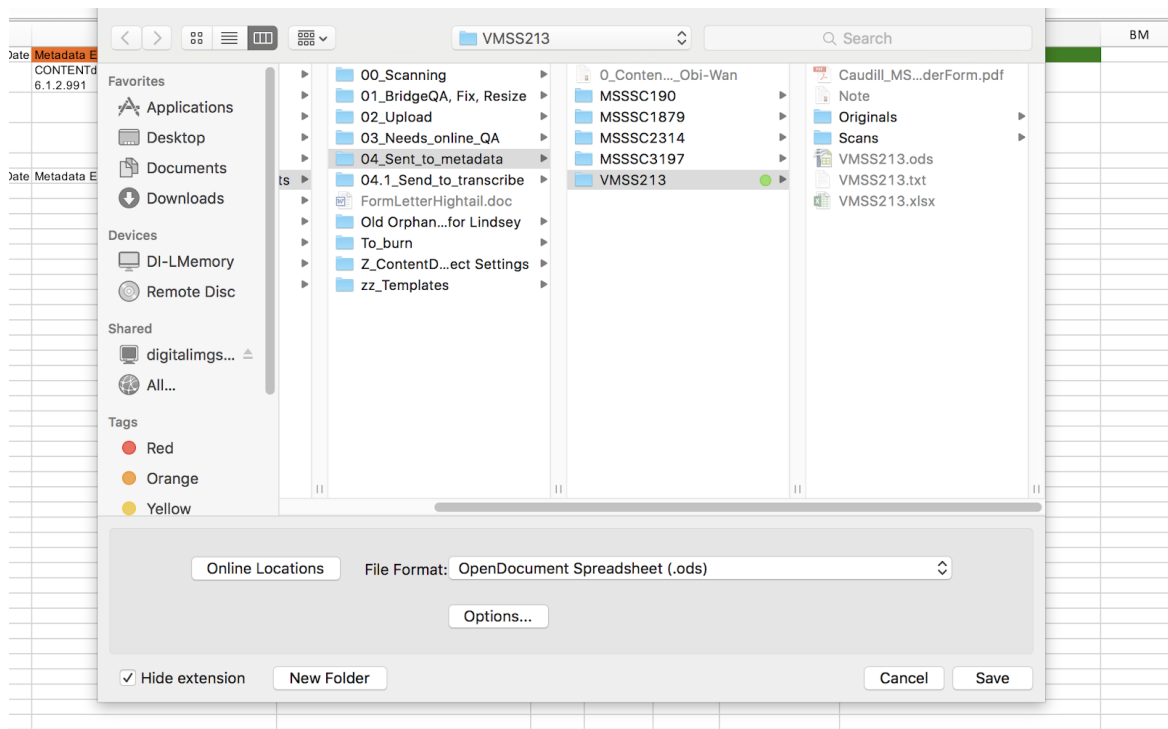 VMSS213
Search
BM
Date
Metadata E
CONTENTd
6.1.2.991
Date
Metadata E
Favorites
Applications
Desktop
Documents
Downloads
Devices
DI-LMemory
Remote Disc
Shared
digitalimgs...
All...
Tags
Red
Orange
Yellow
ts
00_Scanning
01_BridgeQA, Fix, Resize
02_Upload
03_Needs_online_QA
04_Sent_to_metadata
04.1_Send_to_transcribe
FormLetterHightail.doc
Old Orphan...for Lindsey
To_burn
Z_ContentD...ect Settings
zz_Templates
0_Conten..._Obi-Wan
MSSSC190
MSSSC1879
MSSSC2314
MSSSC3197
VMSS213
Caudill_MS...derForm.pdf
Note
Originals
Scans
VMSS213.ods
VMSS213.txt
VMSS213.xlsx
Online Locations
File Format: OpenDocument Spreadsheet (.ods)
Options...
Hide extension
New Folder
Cancel
Save